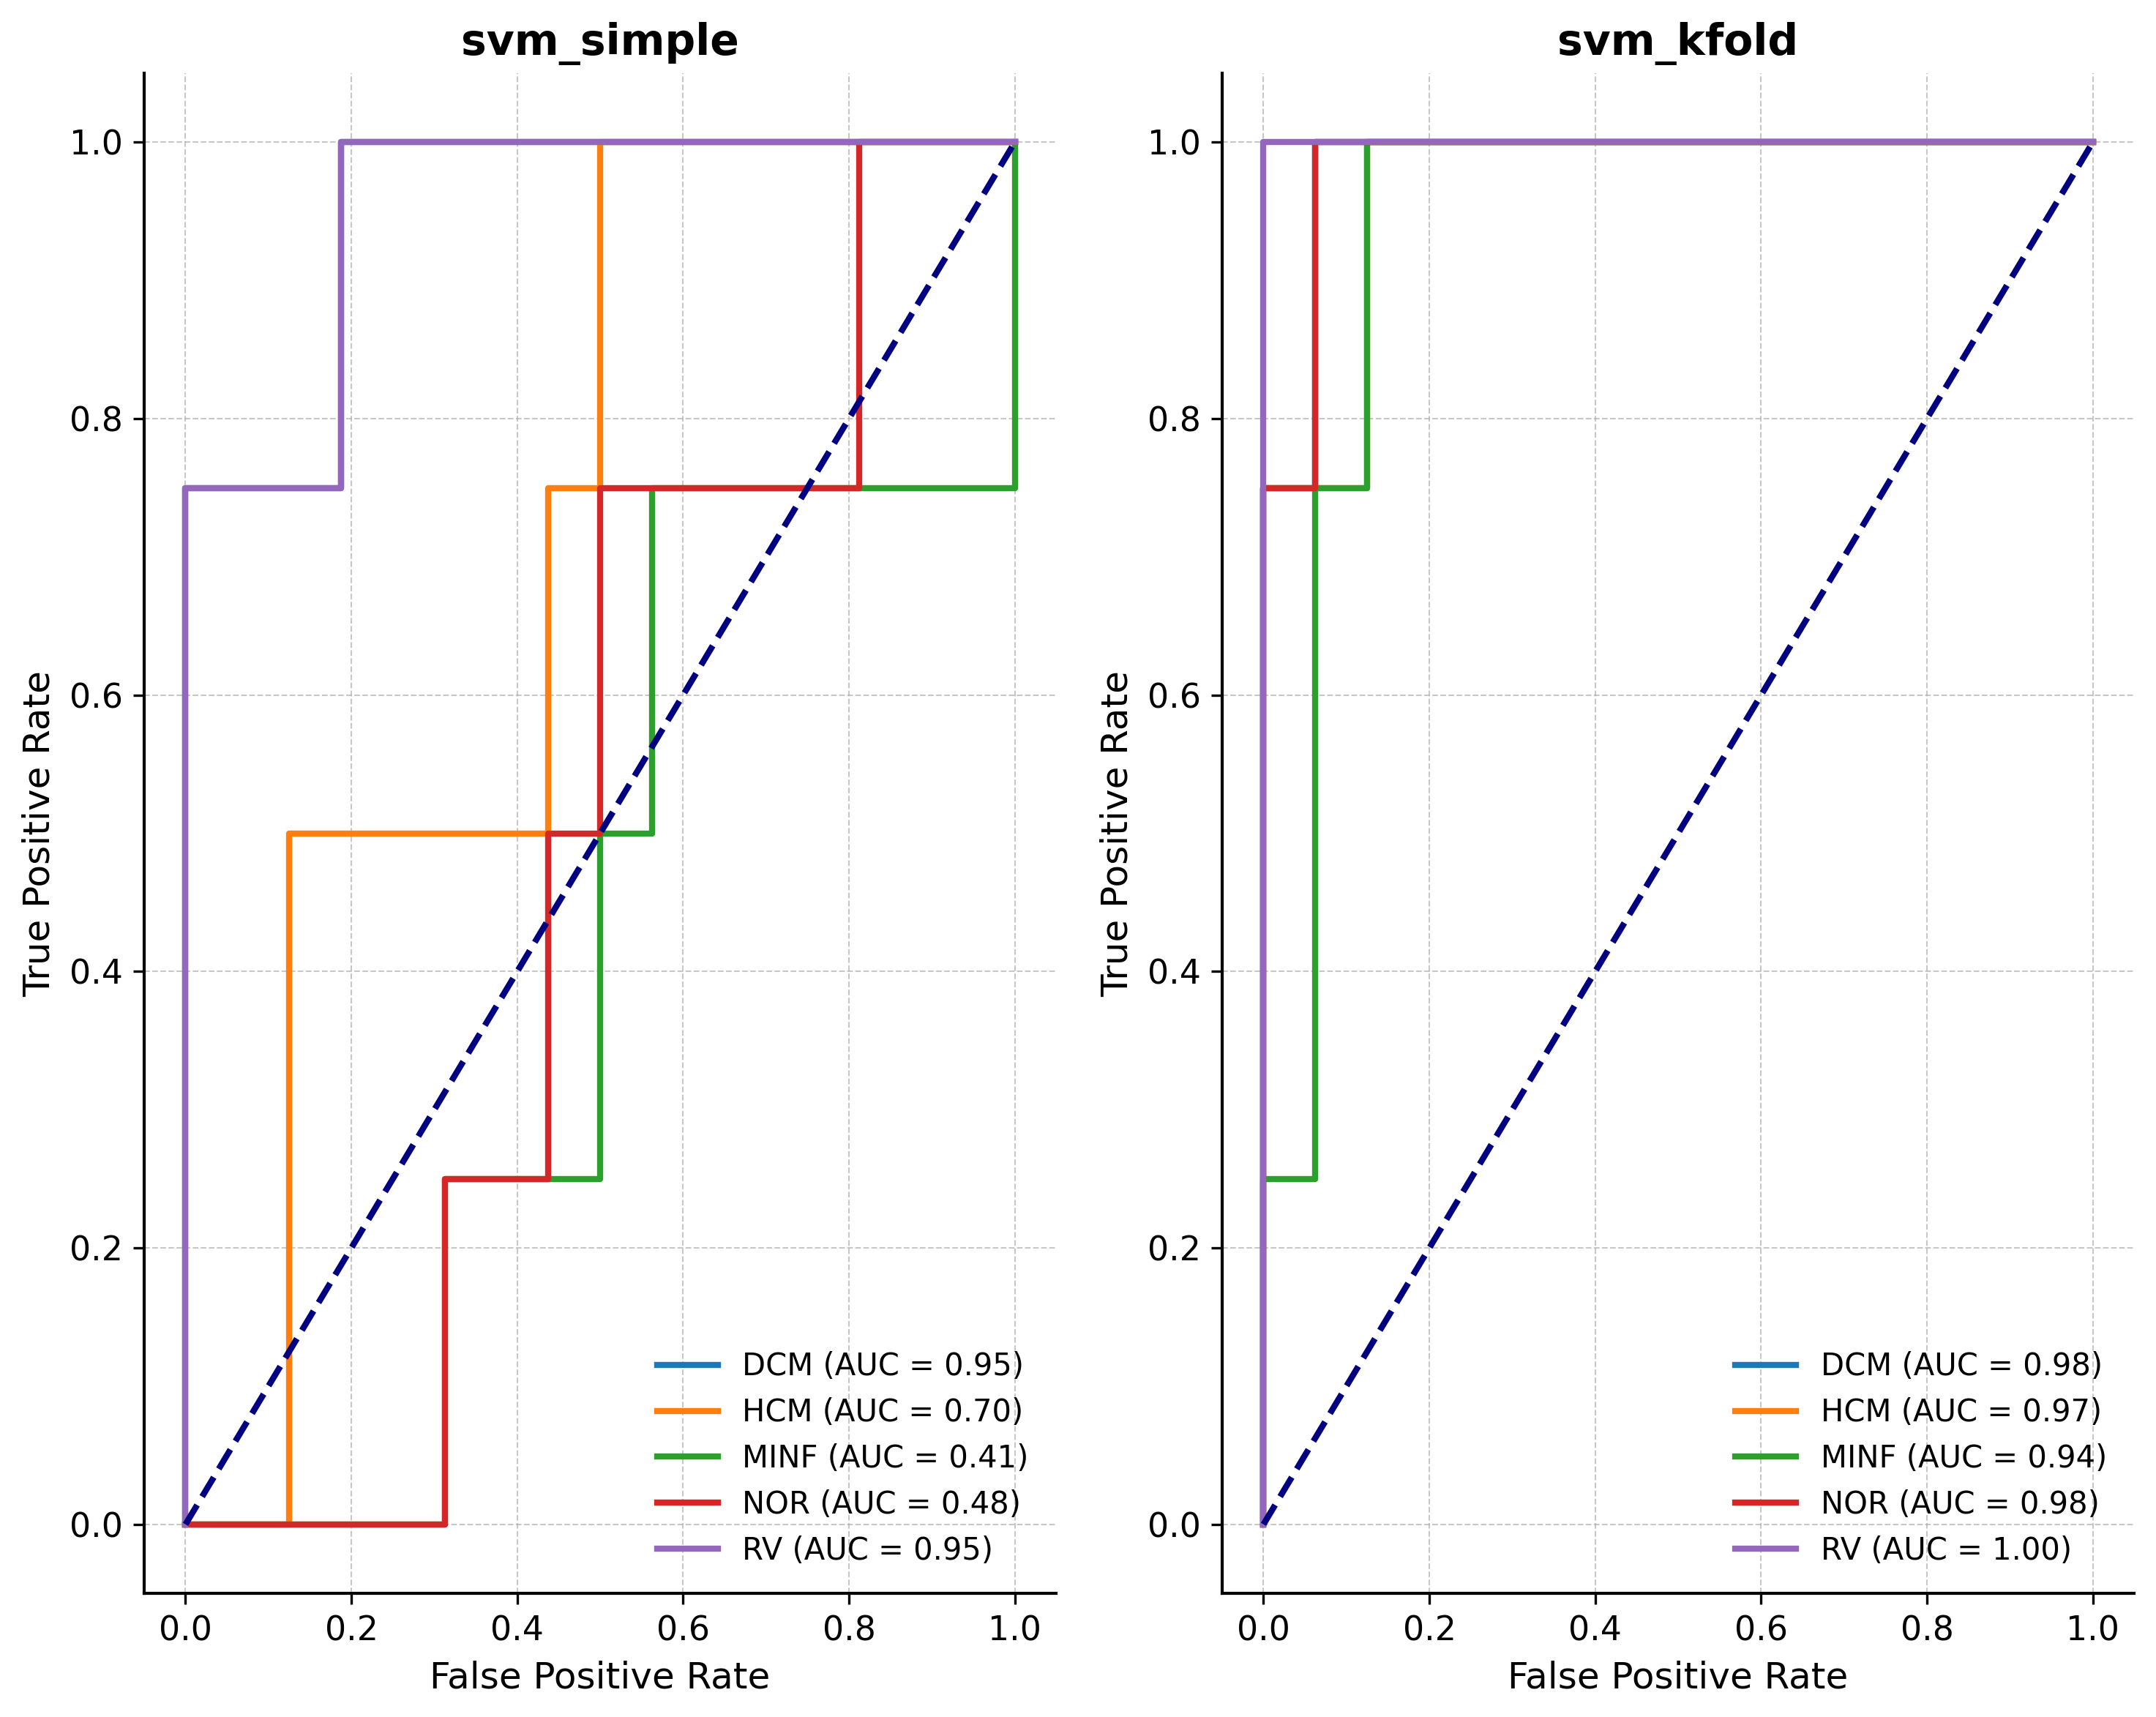 svm_simple
True Positive Rate
1.0
0.8
0.6
0.4
0.2
0.0
DCM (AUC = 0.95)
HCM (AUC = 0.70)
MINF (AUC = 0.41)
NOR (AUC = 0.48)
RV (AUC = 0.95)
0.0 0.2 0.4 0.6 0.8 1.0
False Positive Rate
svm_kfold
True Positive Rate
1.0
0.8
0.6
0.4
0.2
0.0
DCM (AUC = 0.98)
HCM (AUC = 0.97)
MINF (AUC = 0.94)
NOR (AUC = 0.98)
RV (AUC = 1.00)
0.0 0.2 0.4 0.6 0.8 1.0
False Positive Rate